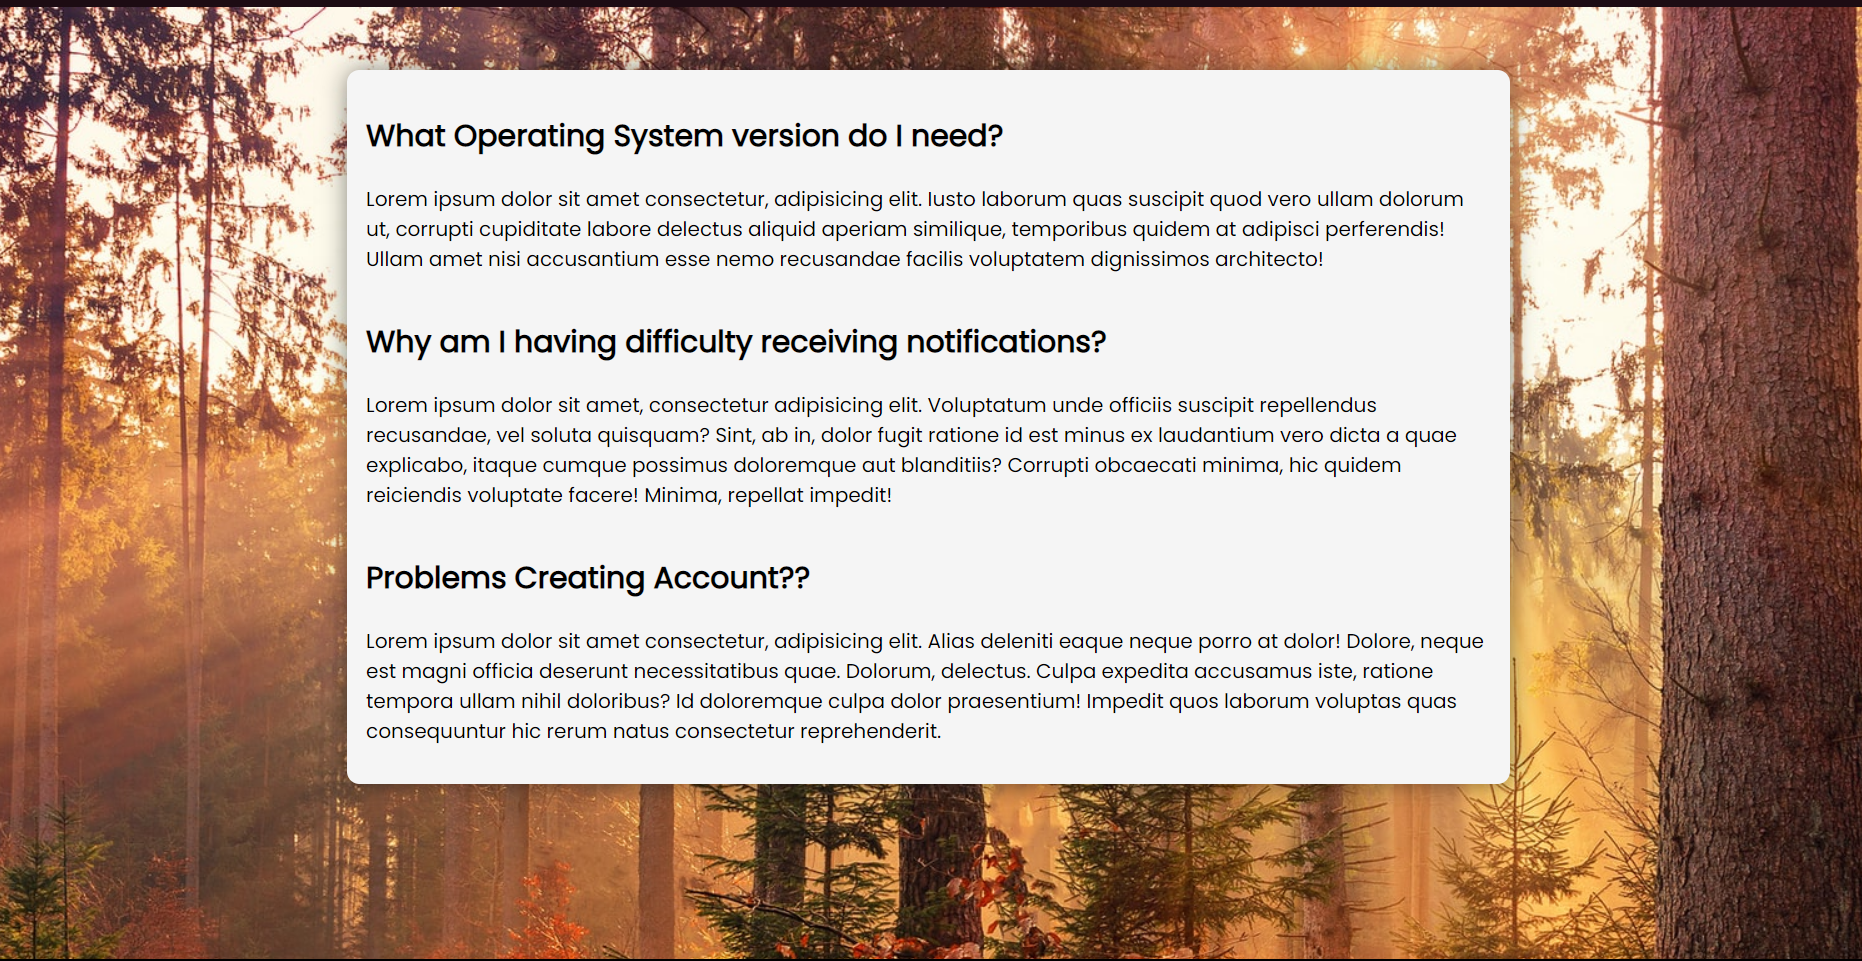 What Operating System version do I need?
Lorem ipsum dolor sit amet consectetur, adipisicing elit. Iusto laborum quas suscipit quod vero ullam dolorum
ut, corrupti cupiditate labore delectus aliquid aperiam similique, temporibus quidem at adipisci perferendis!
Ullam amet nisi accusantium esse nemo recusandae facilis voluptatem dignissimos architecto!
Why am I having difficulty receiving notifications?
Lorem ipsum dolor sit amet, consectetur adipisicing elit. Voluptatum unde officiis suscipit repellendus
recusandae, vel soluta quisquam? Sint, ab in, dolor fugit ratione id est minus ex laudantium vero dicta a quae
explicabo, itaque cumque possimus doloremque aut blanditiis? Corrupti obcaecati minima, hic quidem
reiciendis voluptate facere! Minima, repellat impedit!
Problems Creating Account??
Lorem ipsum dolor sit amet consectetur, adipisicing elit. Alias deleniti eaque neque porro at dolor! Dolore, neque
est magni officia deserunt necessitatibus quae. Dolorum, delectus. Culpa expedita accusamus iste, ratione
tempora ullam nihil doloribus? Id doloremque culpa dolor praesentium! Impedit quos laborum voluptas quas
consequuntur hic rerum natus consectetur reprehenderit.